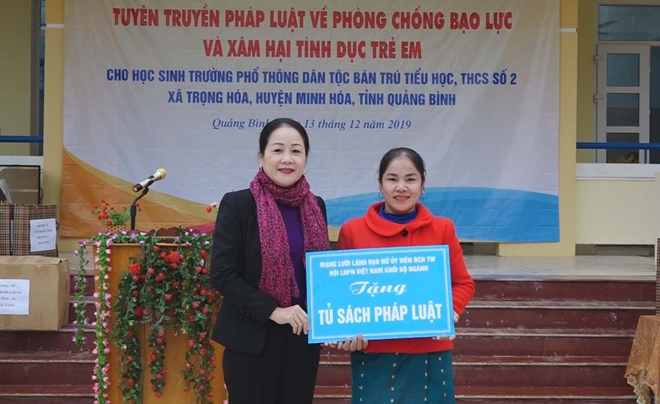 TUYÊN TRUYỀN PHÁP LUẬT VỀ PHÒNG CHỐNG BẠO LỰC
VÀ XÂM HẠI TÌNH DỤC TRẺ EM
CHO HỌC SINH TRƯỜNG PHỔ THÔNG DÂN TỘC BÁN TRÚ TIỂU HỌC, THCS SỐ 2
XÃ TRỌNG HÓA, HUYỆN MINH HÓA, TỈNH QUẢNG BÌNH
Quảng Bình, 13 tháng 12 năm 2019
MẠNG LƯỚI LÃNH ĐẠO NỮ ỦY VIÊN BCH TW
HỘI LHPN VIỆT NAM KHỐI BỘ NGÀNH
Tặng
TỦ SÁCH PHÁP LUẬT